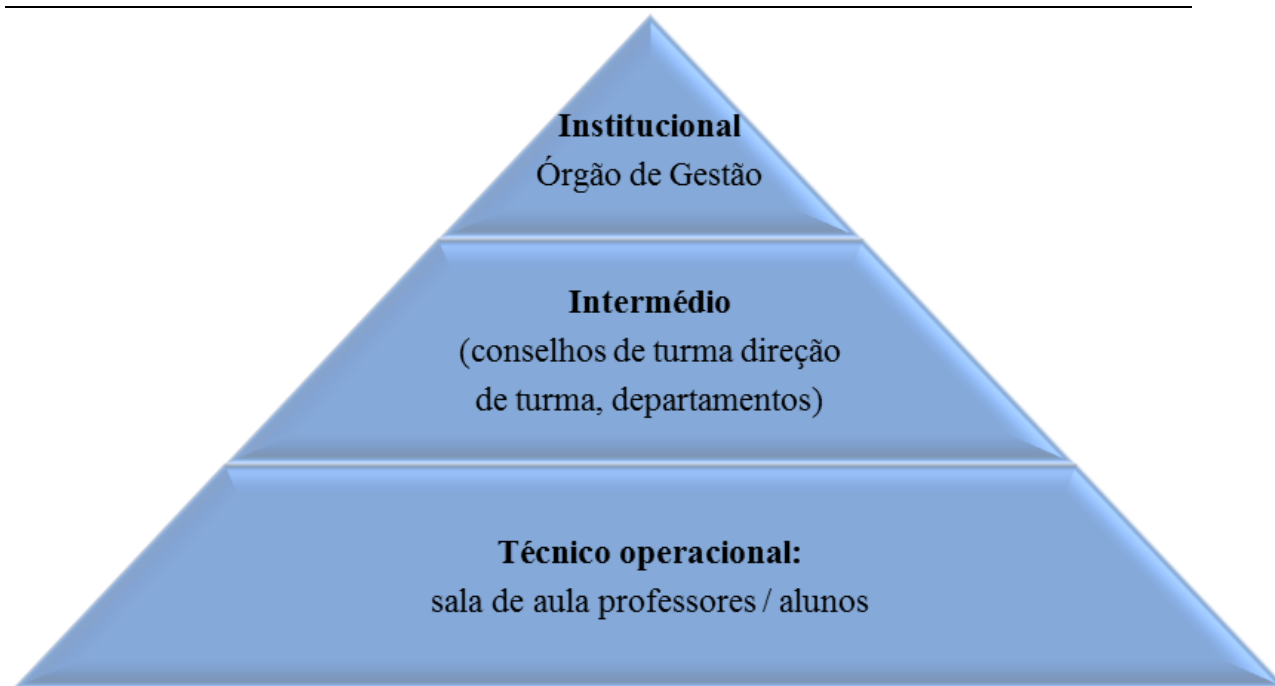 Institucional
Órgão de Gestão
Intermédio
(conselhos de turma direção
de turma, departamentos)
Técnico operacional:
sala de aula professores / alunos